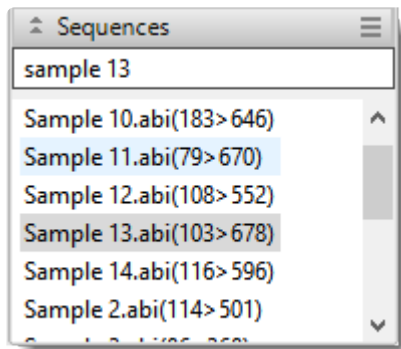 Sequences
sample 13
Sample 10.abi(183>646)
Sample 11.abi(79>670)
Sample 12.abi(108>552)
Sample 13.abi(103>678)
Sample 14.abi(116>596)
Sample 2.abi(114>501)